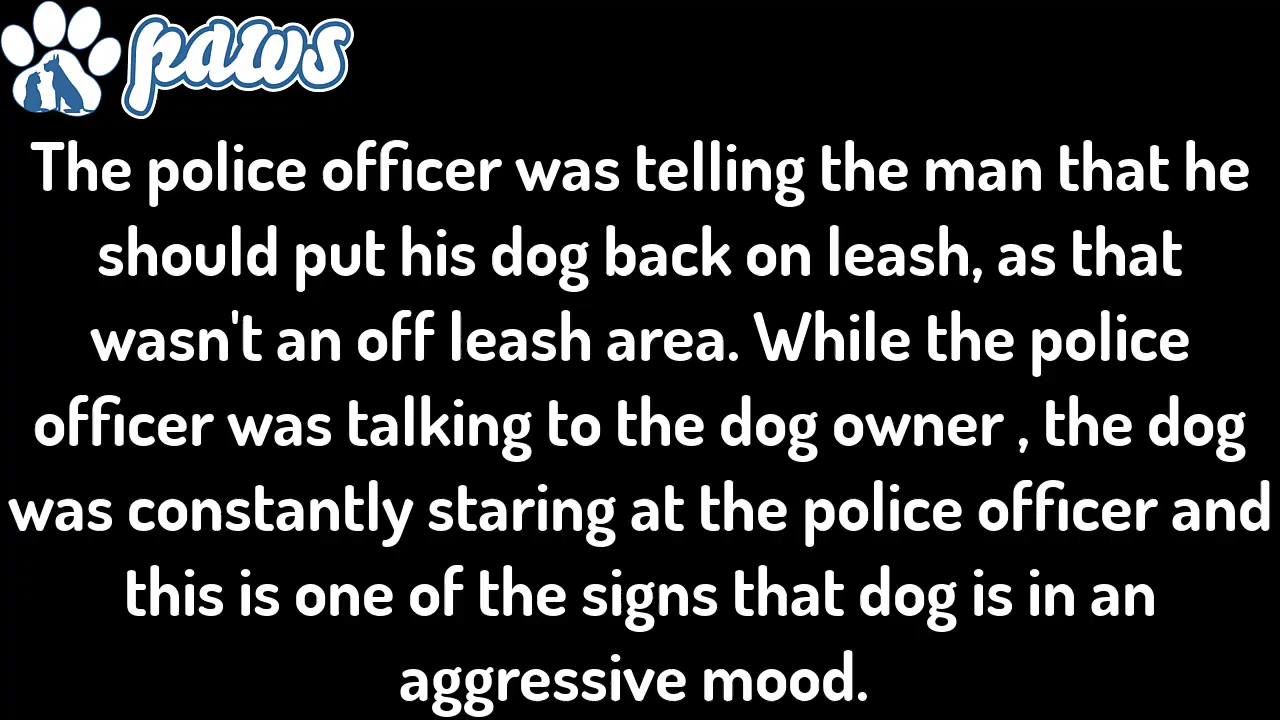 paws
The police officer was telling the man that he
should put his dog back on leash, as that
wasn't an off leash area. While the police
officer was talking to the dog owner , the dog
was constantly staring at the police officer and
this is one of the signs that dog is in an
aggressive mood.